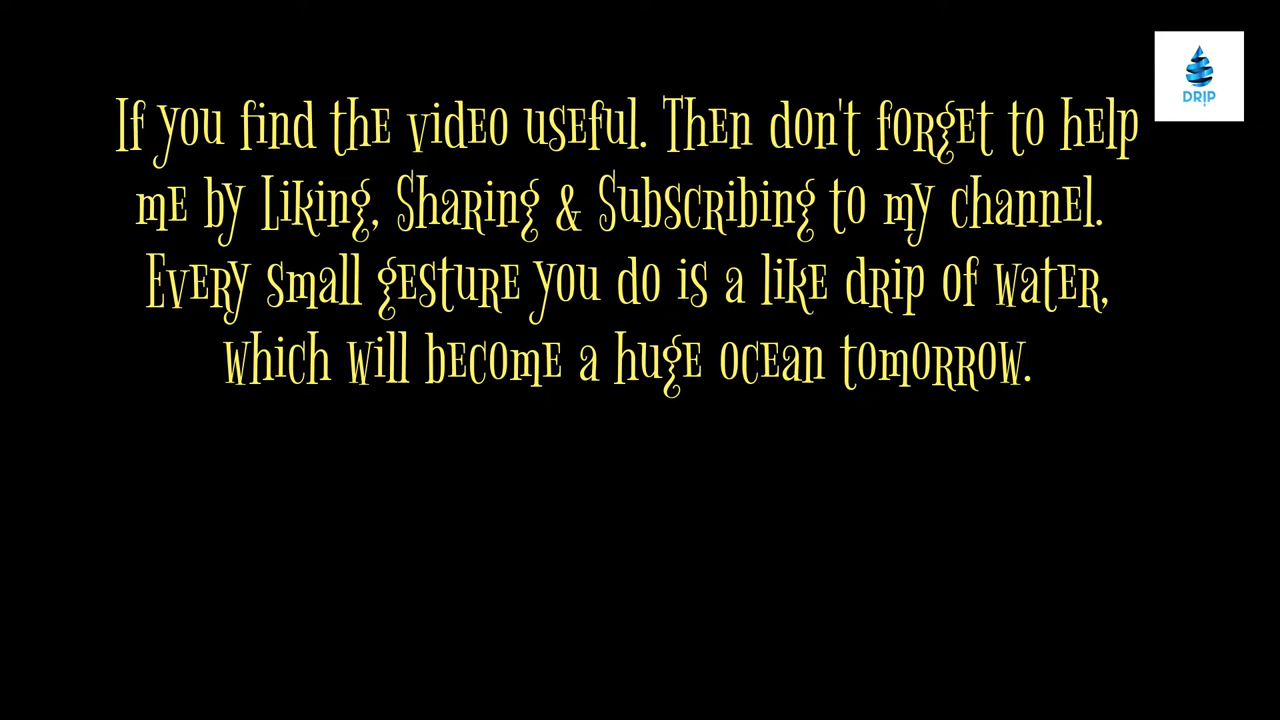 DRIP
If you find the video useful. Then don't forget to help
me by Liking, Sharing & Subscribing to my channel.
Every small gesture you do is a like drip of water,
which will become a huge ocean tomorrow.